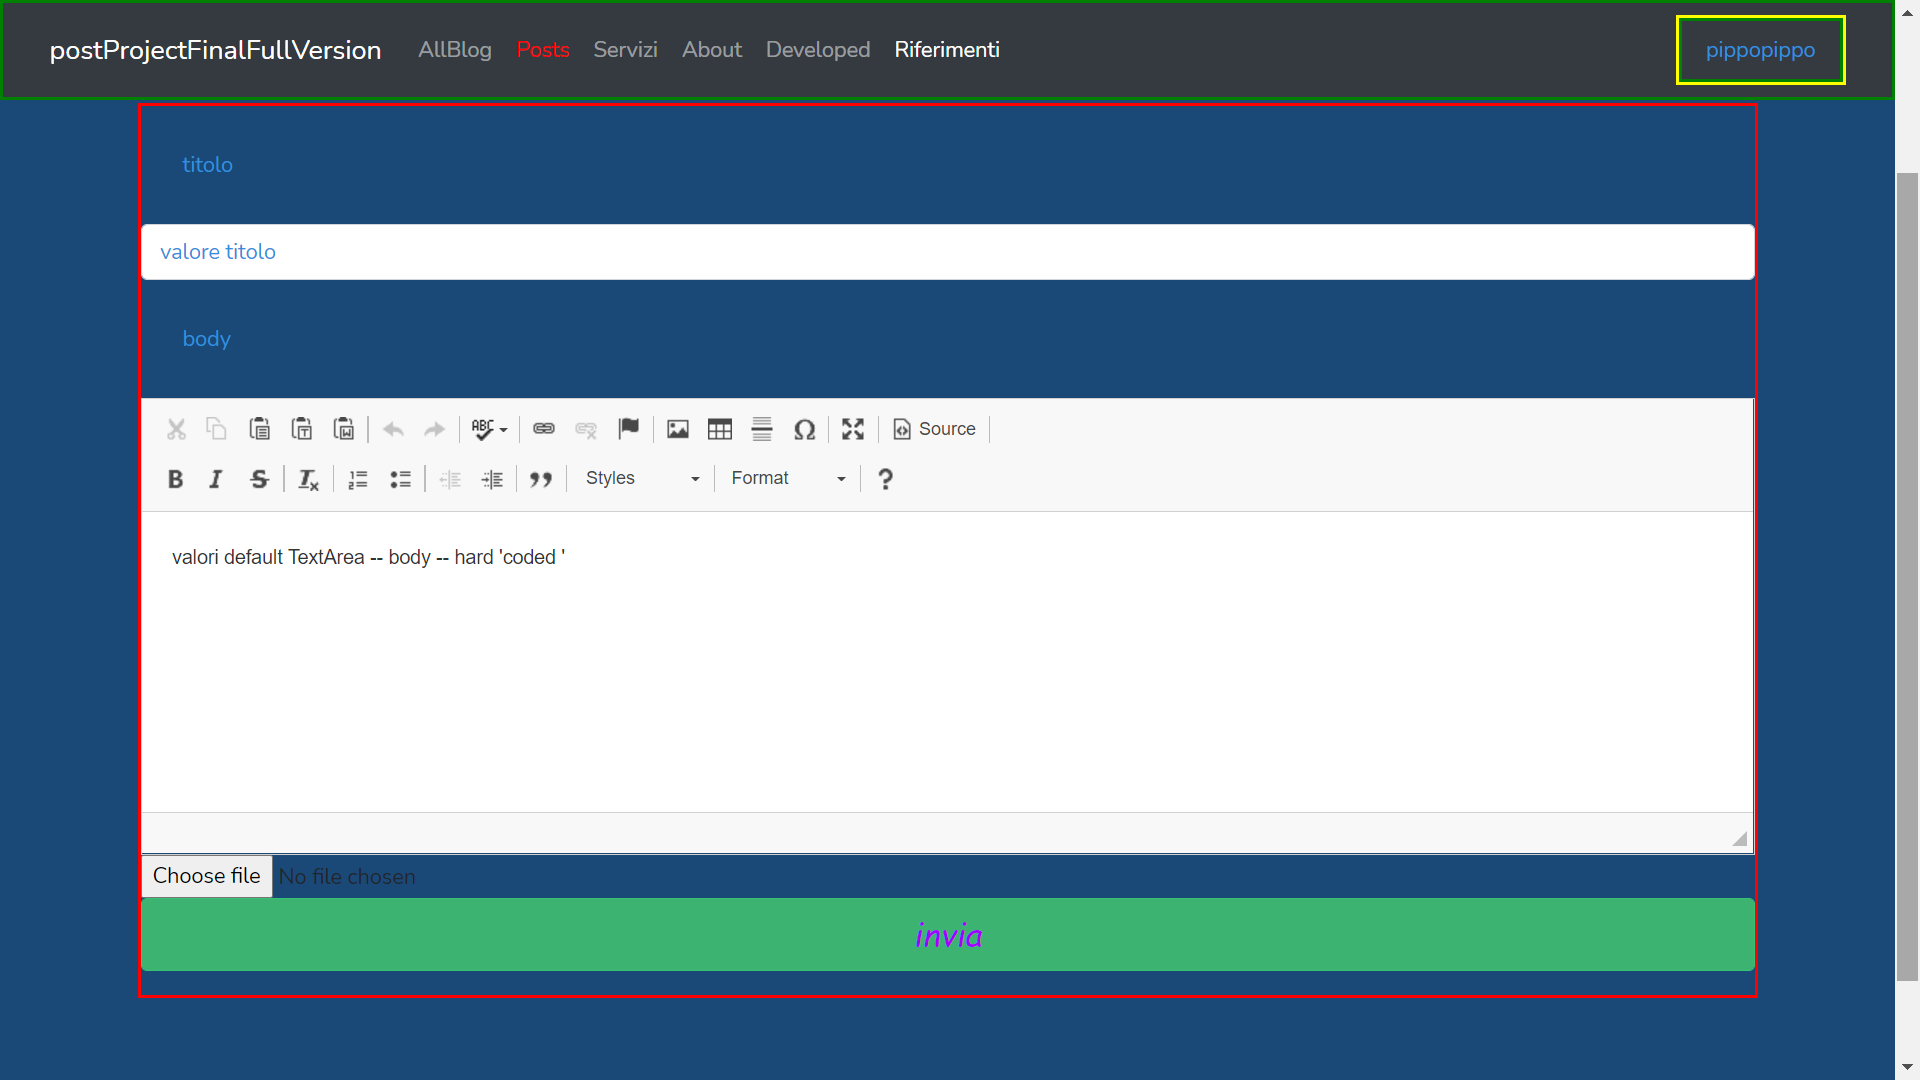 postProjectFinalFullVersion AllBlog Posts Servizi About Developed Riferimenti pippopippo
titolo
valore titolo
body
ABC Source
B I S Styles Format ?
valori default TextArea -- body -- hard 'coded '
Choose file No file chosen
invia